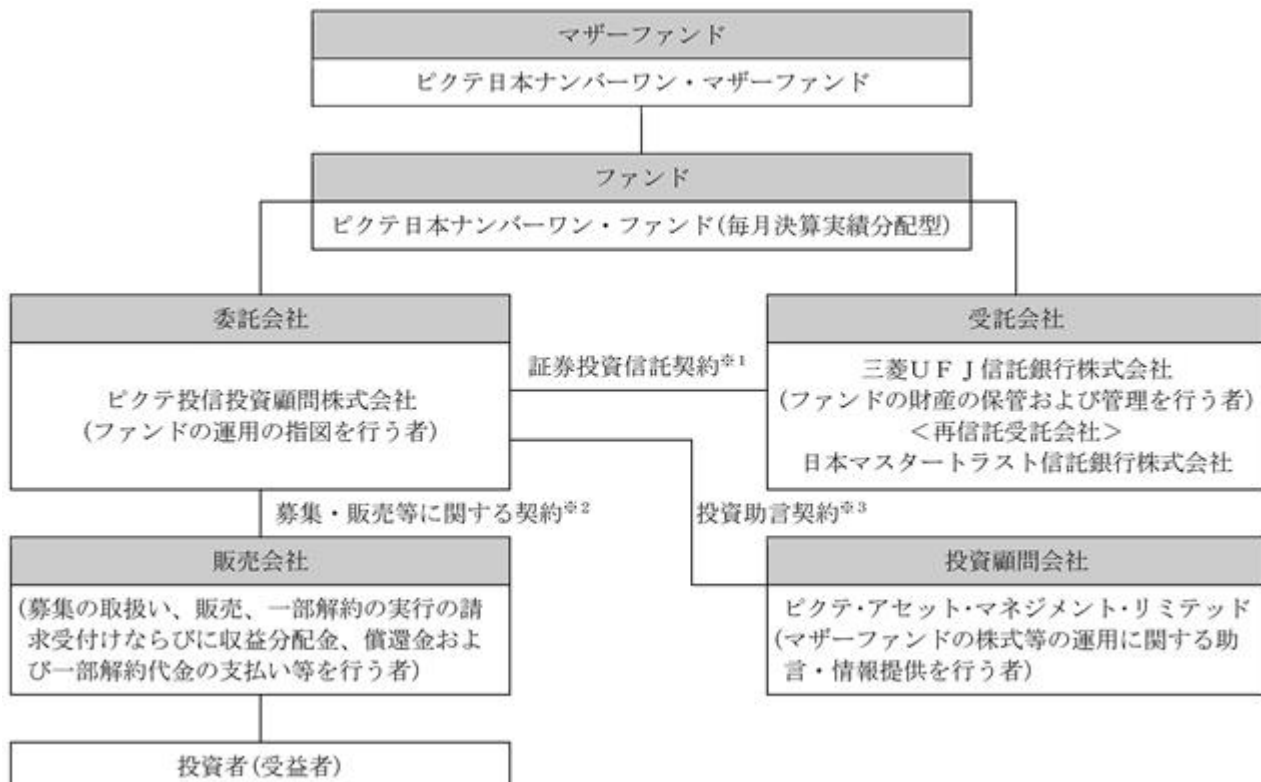 マザーファンド
ピクテ日本ナンバーワン・マザーファンド
ファンド
ピクテ日本ナンバーワン・ファンド(毎月決算実績分配型)
委託会社
ピクテ投信投資顧問株式会社
(ファンドの運用の指図を行う者)
証券投資信託契約※1
受託会社
三菱UFJ信託銀行株式会社
(ファンドの財産の保管および管理を行う者)
<再信託受託会社>
日本マスタートラスト信託銀行株式会社
募集・販売等に関する契約※2
投資助言契約※3
販売会社
(募集の取扱い、販売、一部解約の実行の請
求受付けならびに収益分配金、償還金およ
び一部解約代金の支払い等を行う者)
投資顧問会社
ピクテ・アセット・マネジメント・リミテッド
(マザーファンドの株式等の運用に関する助
言・情報提供を行う者)
投資者(受益者)